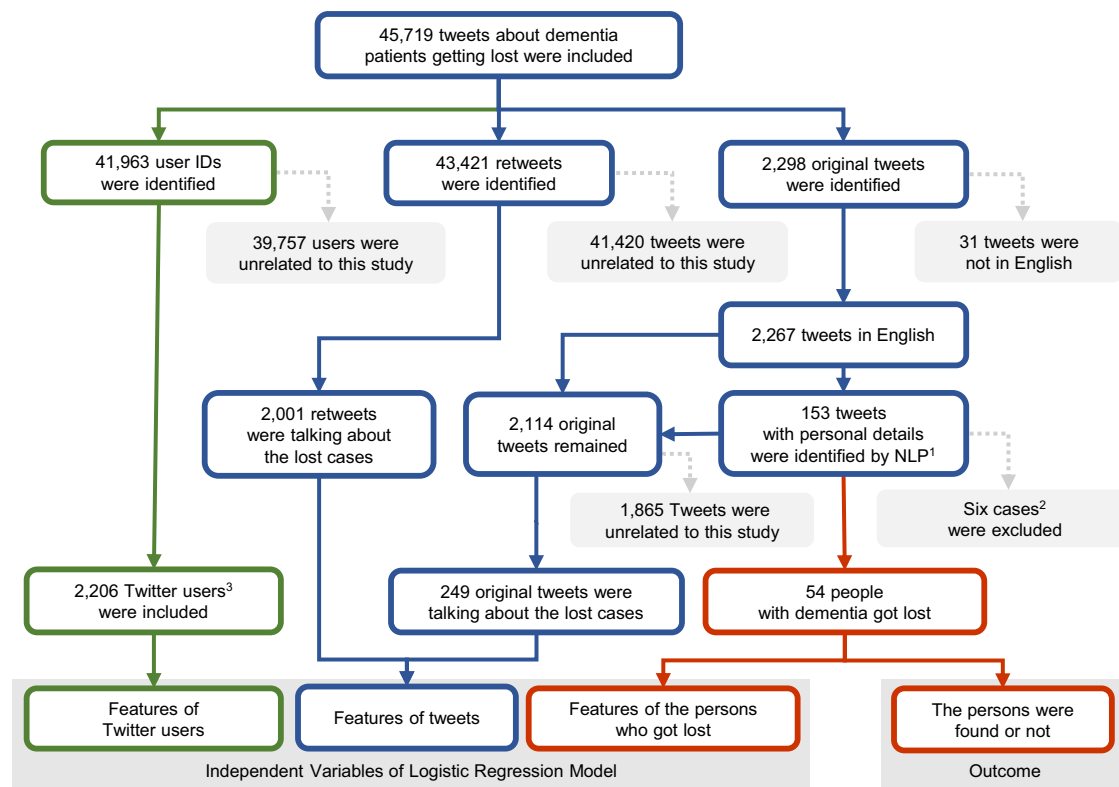 45,719 tweets about dementia
patients getting lost were included
41,963 user IDs
were identified
43,421 retweets
were identified
2,298 original tweets
were identified
39,757 users were
unrelated to this study
41,420 tweets were
unrelated to this study
31 tweets were
not in English
2,267 tweets in English
2,001 retweets
were talking about
the lost cases
2,114 original
tweets remained
153 tweets
with personal details
were identified by NLP¹
1,865 Tweets were
unrelated to this study
Six cases²
were excluded
2,206 Twitter users³
were included
249 original tweets were
talking about the lost cases
54 people
with dementia got lost
Features of
Twitter users
Features of tweets
Features of the persons
who got lost
The persons were
found or not
Independent Variables of Logistic Regression Model
Outcome